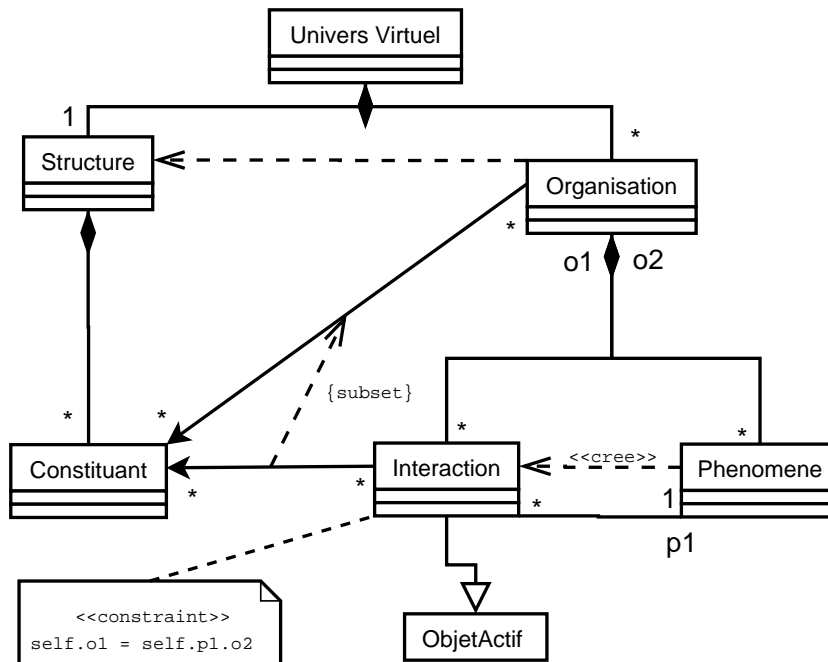 Univers Virtuel
1
*
Structure
Organisation
*
o1
o2
{subset}
*
*
*
*
Constituant
Interaction
<<cree>>
Phenomene
*
*
*
1
p1
<<constraint>>
self.o1 = self.p1.o2
ObjetActif